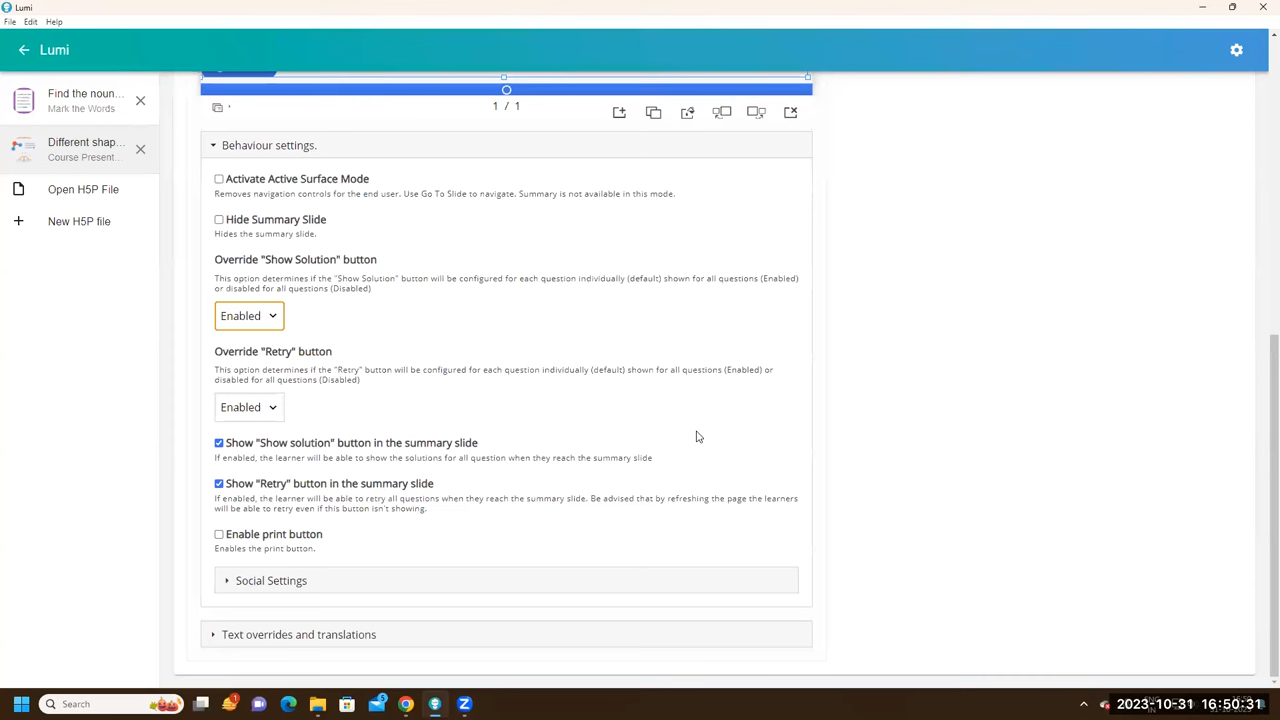 Lumi
File Edit Help
Lumi
Find the noun...
Mark the Words
Different shap...
Course Present...
Open H5P File
New H5P file
1 / 1
Behaviour settings.
Activate Active Surface Mode
Removes navigation controls for the end user. Use Go To Slide to navigate. Summary is not available in this mode.
Hide Summary Slide
Hides the summary slide.
Override "Show Solution" button
This option determines if the "Show Solution" button will be configured for each question individually (default) shown for all questions (Enabled)
or disabled for all questions (Disabled)
Enabled
Override "Retry" button
This option determines if the "Retry" button will be configured for each question individually (default) shown for all questions (Enabled) or
disabled for all questions (Disabled)
Enabled
Show "Show solution" button in the summary slide
If enabled, the learner will be able to show the solutions for all question when they reach the summary slide
Show "Retry" button in the summary slide
If enabled, the learner will be able to retry all questions when they reach the summary slide. Be advised that by refreshing the page the learners
will be able to retry even if this button isn't showing.
Enable print button
Enables the print button.
Social Settings
Text overrides and translations
Search
1
5
2023-10-31 16:50:31